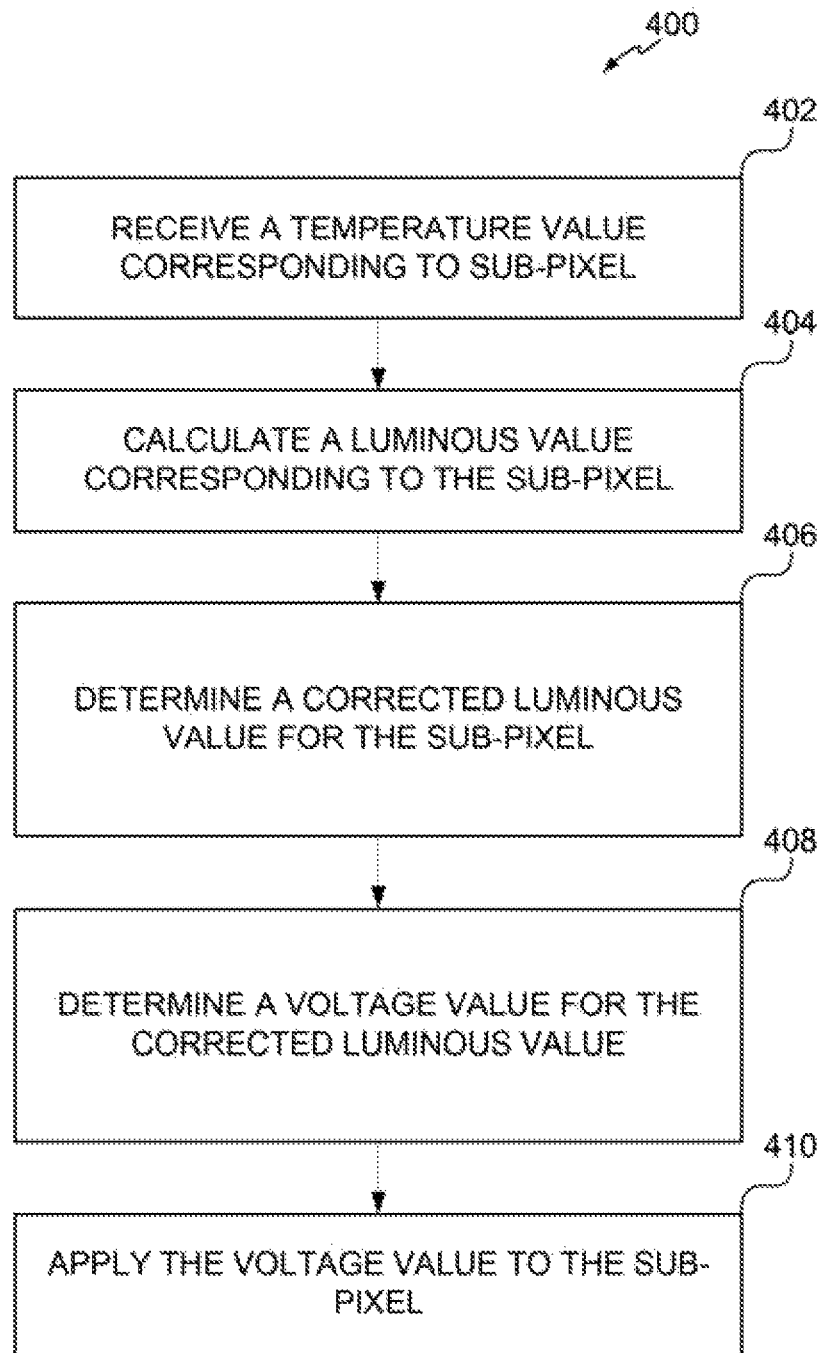 400
402
RECEIVE A TEMPERATURE VALUE
CORRESPONDING TO SUB-PIXEL
404
CALCULATE A LUMINOUS VALUE
CORRESPONDING TO THE SUB-PIXEL
406
DETERMINE A CORRECTED LUMINOUS
VALUE FOR THE SUB-PIXEL
408
DETERMINE A VOLTAGE VALUE FOR THE
CORRECTED LUMINOUS VALUE
410
APPLY THE VOLTAGE VALUE TO THE SUB-
PIXEL